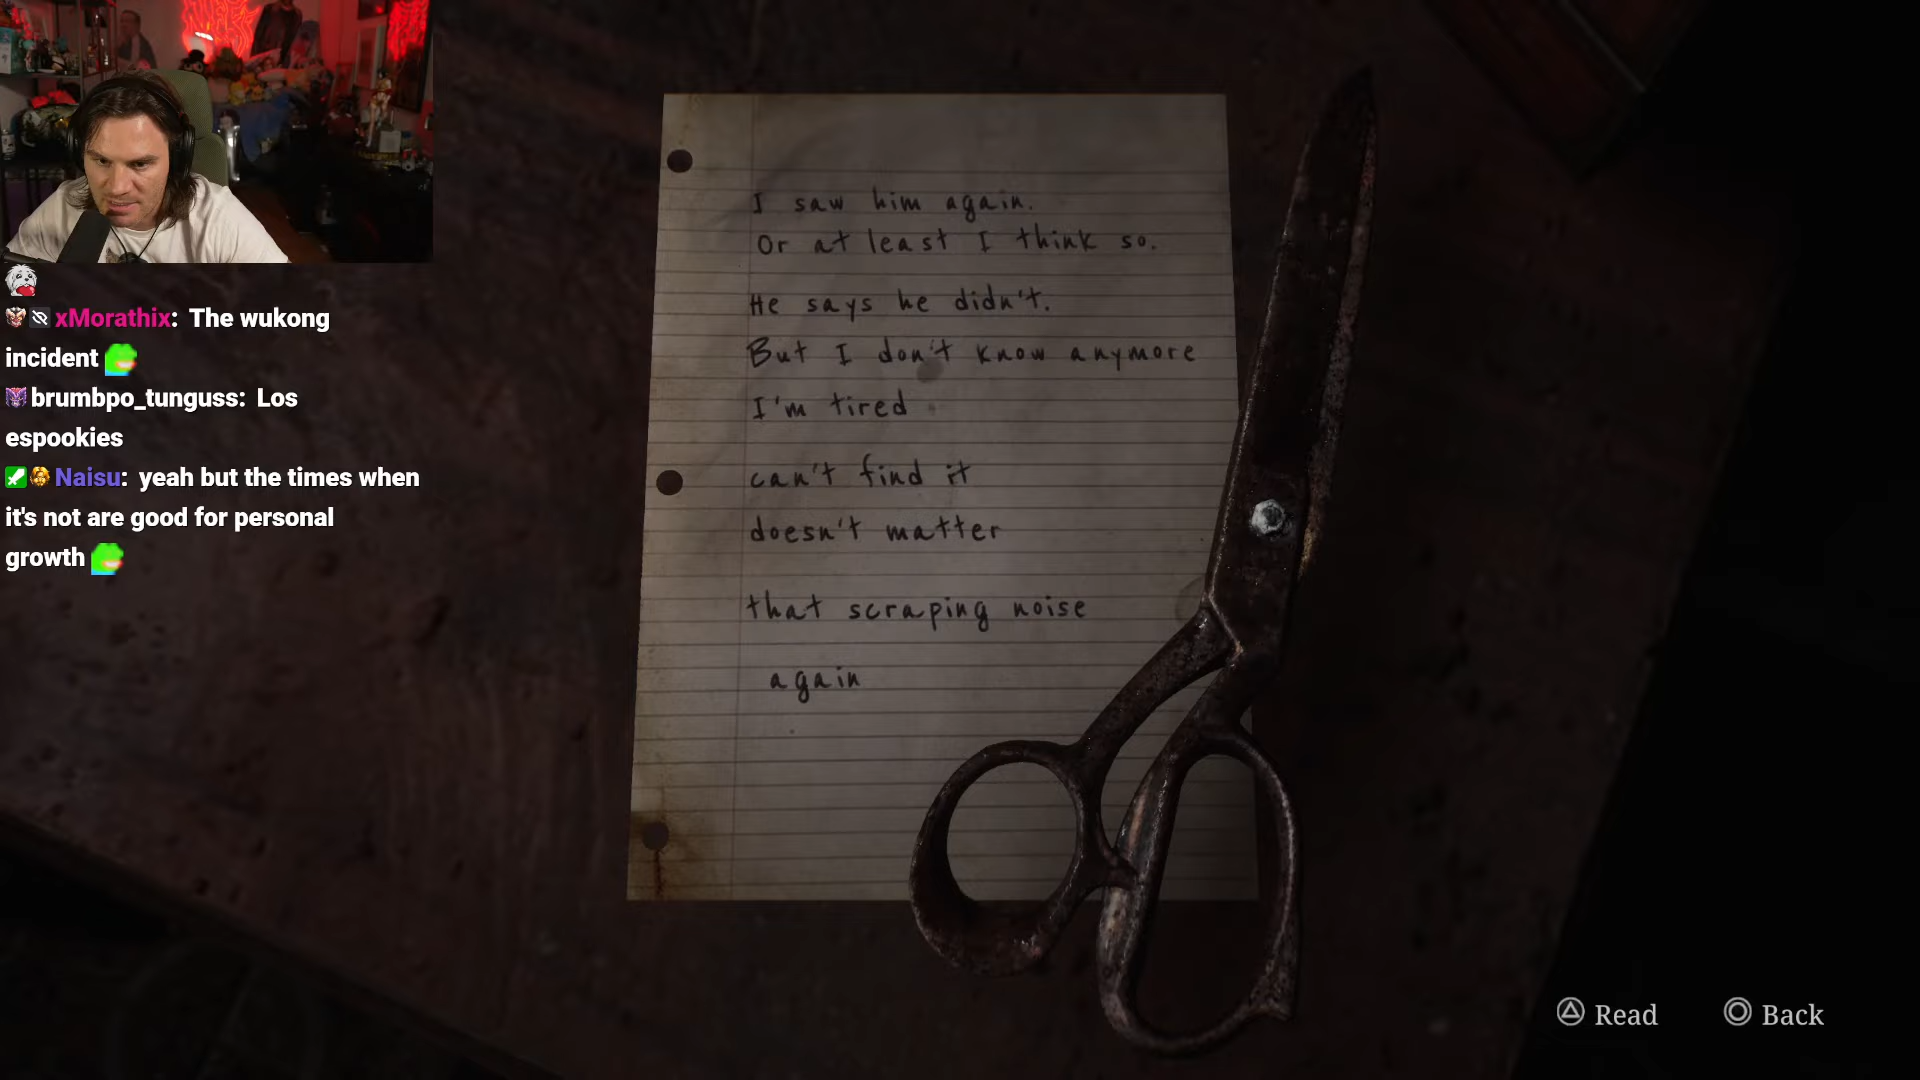 xMorathix: The wukong
incident
brumbpo_tunguss: Los
espookies
Naisu: yeah but the times when
it's not are good for personal
growth
I saw him again.
Or at least I think so.
He says he didn't.
But I don't know anymore
I'm tired
can't find it
doesn't matter
that scraping noise
again
Read
Back